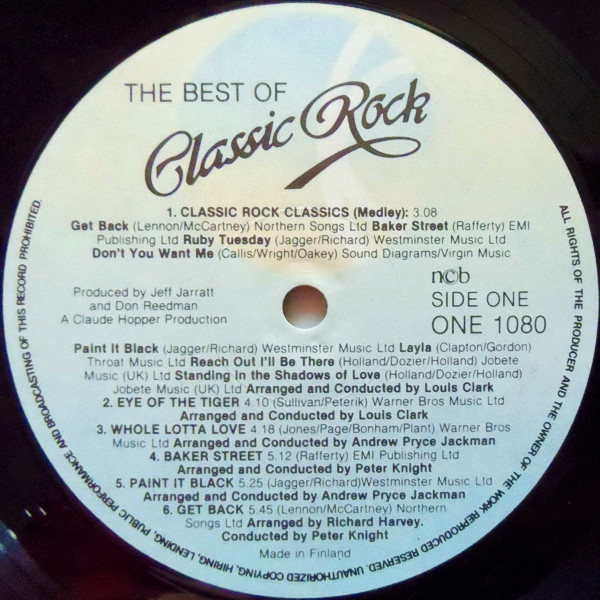 THE BEST OF
Classic Rock
1. CLASSIC ROCK CLASSICS (Medley): 3.08
Get Back (Lennon/McCartney) Northern Songs Ltd Baker Street (Rafferty) EMI
Publishing Ltd Ruby Tuesday (Jagger/Richard) Westminster Music Ltd
Don't You Want Me (Callis/Wright/Oakey) Sound Diagrams/Virgin Music
Produced by Jeff Jarratt
and Don Reedman
A Claude Hopper Production
ncb
SIDE ONE
ONE 1080
Paint It Black (Jagger/Richard) Westminster Music Ltd Layla (Clapton/Gordon)
Throat Music Ltd Reach Out I'll Be There (Holland/Dozier/Holland) Jobete
Music (UK) Ltd Standing in the Shadows of Love (Holland/Dozier/Holland)
Jobete Music (UK) Ltd Arranged and Conducted by Louis Clark
2. EYE OF THE TIGER 4.10 (Sullivan/Peterik) Warner Bros Music Ltd
Arranged and Conducted by Louis Clark
3. WHOLE LOTTA LOVE 4.18 (Jones/Page/Bonham/Plant) Warner Bros
Music Ltd Arranged and Conducted by Andrew Pryce Jackman
4. BAKER STREET 5.12 (Rafferty) EMI Publishing Ltd
Arranged and Conducted by Peter Knight
5. PAINT IT BLACK 5.25 (Jagger/Richard)Westminster Music Ltd
Arranged and Conducted by Andrew Pryce Jackman
6. GET BACK 5.45 (Lennon/McCartney) Northern
Songs Ltd Arranged by Richard Harvey.
Conducted by Peter Knight
Made in Finland
ALL RIGHTS OF THE PRODUCER AND THE OWNER OF THE WORK REPRODUCED RESERVED. UNAUTHORIZED COPYING, HIRING, LENDING, PUBLIC PERFORMANCE AND BROADCASTING OF THIS RECORD PROHIBITED.